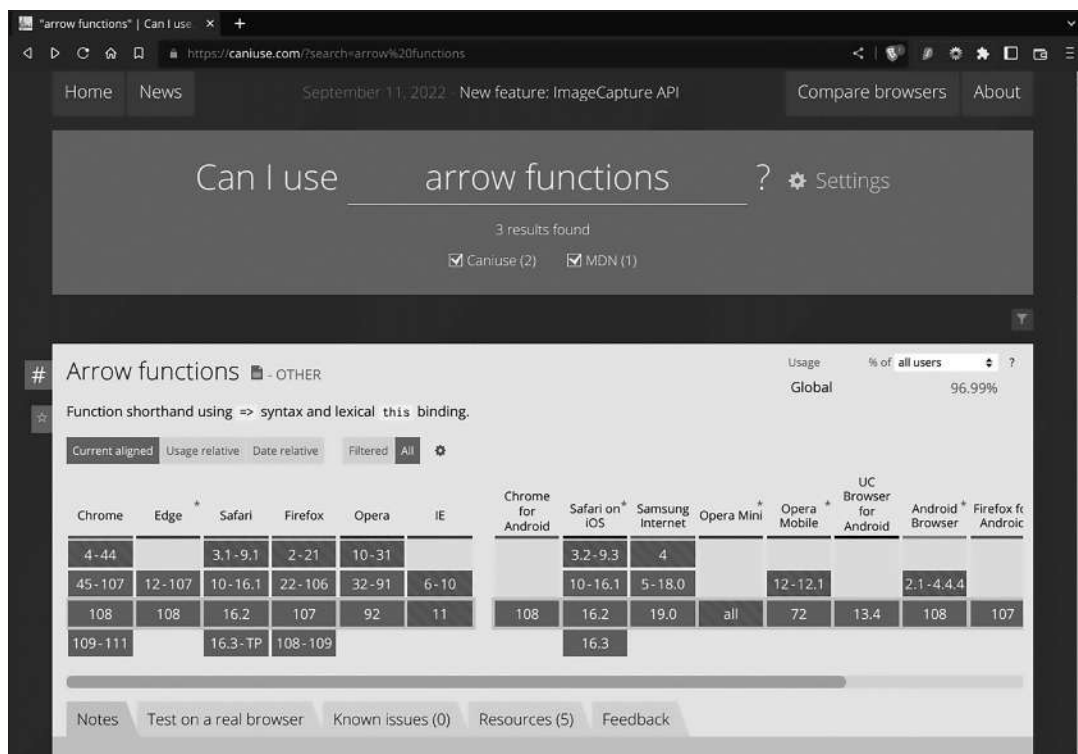 "arrow functions" | Can I use
https://caniuse.com/?search=arrow%20functions
Home News September 11, 2022 - New feature: ImageCapture API Compare browsers About
Can I use arrow functions ? Settings
3 results found
Caniuse (2) MDN (1)
#
Arrow functions - OTHER
Usage % of all users ?
Global 96.99%
Function shorthand using => syntax and lexical this binding.
Current aligned Usage relative Date relative Filtered All
Chrome Edge * Safari Firefox Opera IE Chrome for Android Safari on iOS * Samsung Internet Opera Mini * Opera Mobile * UC Browser for Android Android Browser * Firefox fo Androic
4-44 3.1-9.1 2-21 10-31 3.2-9.3 4
45-107 12-107 10-16.1 22-106 32-91 6-10 10-16.1 5-18.0 12-12.1 2.1-4.4.4
108 108 16.2 107 92 11 108 16.2 19.0 all 72 13.4 108 107
109-111 16.3-TP 108-109 16.3
Notes Test on a real browser Known issues (0) Resources (5) Feedback